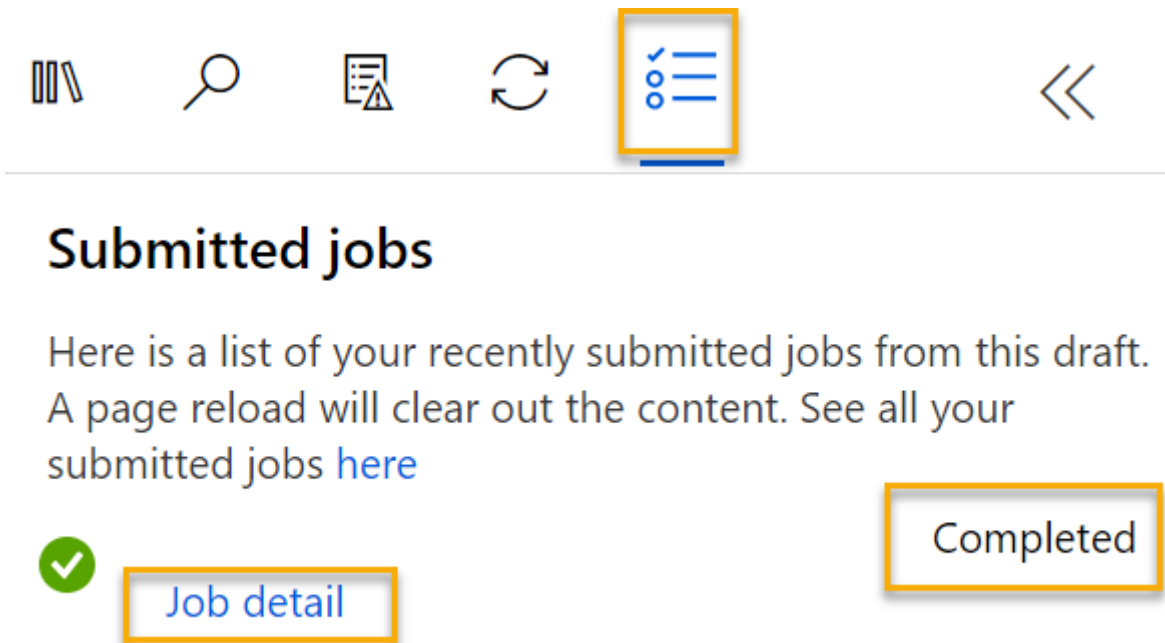 Submitted jobs
Here is a list of your recently submitted jobs from this draft.
A page reload will clear out the content. See all your
submitted jobs here
Completed
Job detail